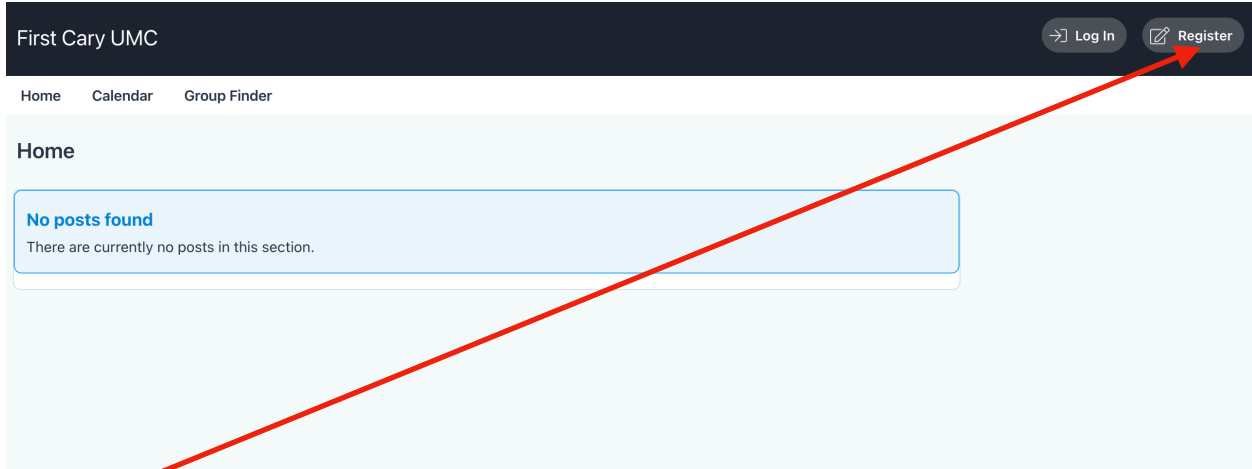 First Cary UMC
Log In
Register
Home
Calendar
Group Finder
Home
No posts found
There are currently no posts in this section.